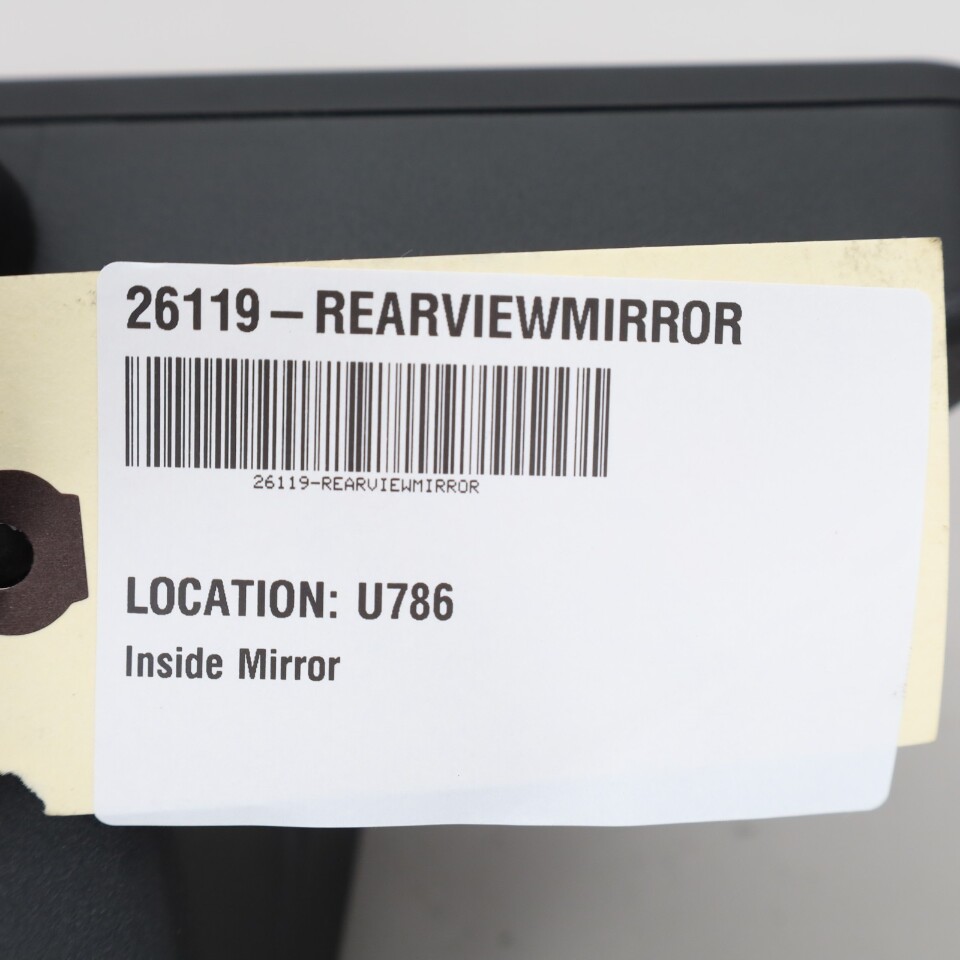 26119-REARVIEWMIRROR
26119-REARVIEWMIRROR
LOCATION: U786
Inside Mirror